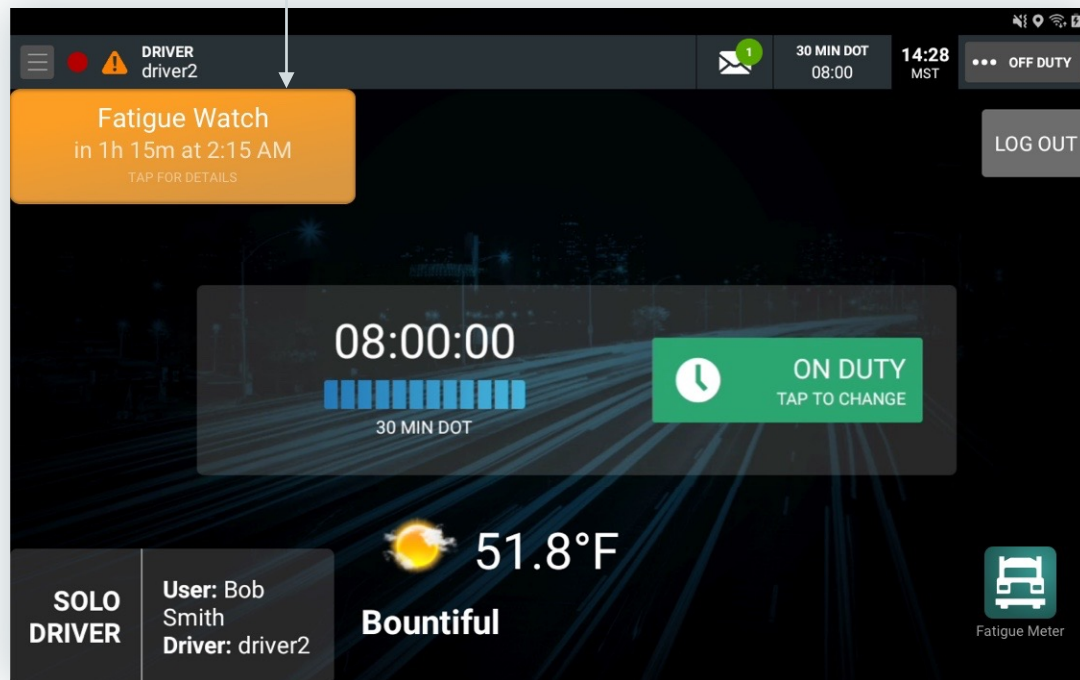 DRIVER
driver2
1
30 MIN DOT
08:00
14:28
MST
OFF DUTY
Fatigue Watch
in 1h 15m at 2:15 AM
TAP FOR DETAILS
LOG OUT
08:00:00
30 MIN DOT
ON DUTY
TAP TO CHANGE
51.8°F
Bountiful
SOLO
DRIVER
User: Bob
Smith
Driver: driver2
Fatigue Meter